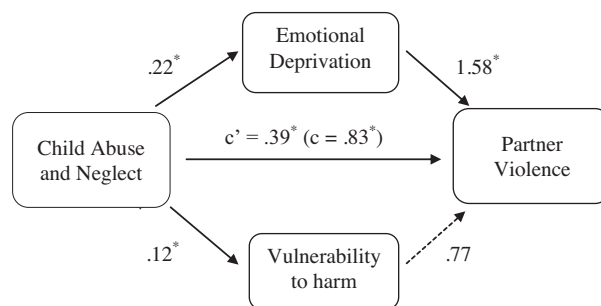 Emotional
Deprivation
.22*
1.58*
c' = .39* (c = .83*)
Child Abuse
and Neglect
Partner
Violence
.12*
Vulnerability
to harm
.77